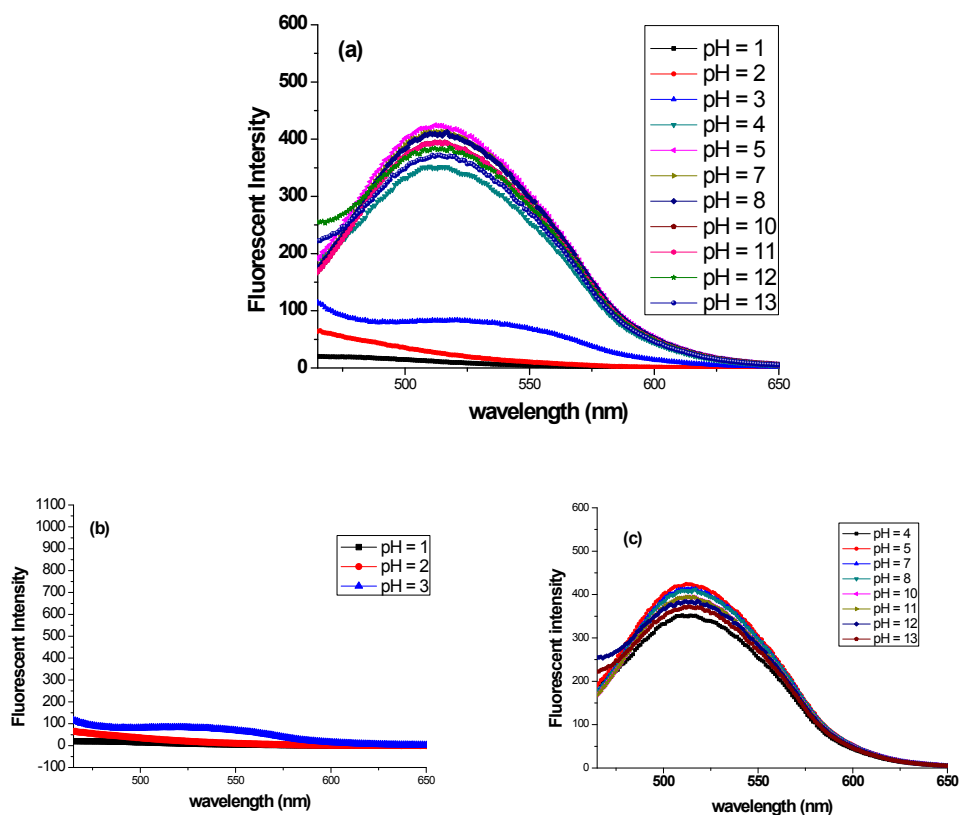 (a)
600
500
400
300
200
100
0
Fluorescent Intersity
500 550 600 650
wavelength (nm)
pH = 1
pH = 2
pH = 3
pH = 4
pH = 5
pH = 7
pH = 8
pH = 10
pH = 11
pH = 12
pH = 13
(b)
1100
1000
900
800
700
600
500
400
300
200
100
0
-100
Fluorescent Intensity
500 550 600 650
wavelength (nm)
pH = 1
pH = 2
pH = 3
(c)
600
500
400
300
200
100
0
Fluorescent intensity
500 550 600 650
wavelength (nm)
pH = 4
pH = 5
pH = 7
pH = 8
pH = 10
pH = 11
pH = 12
pH = 13